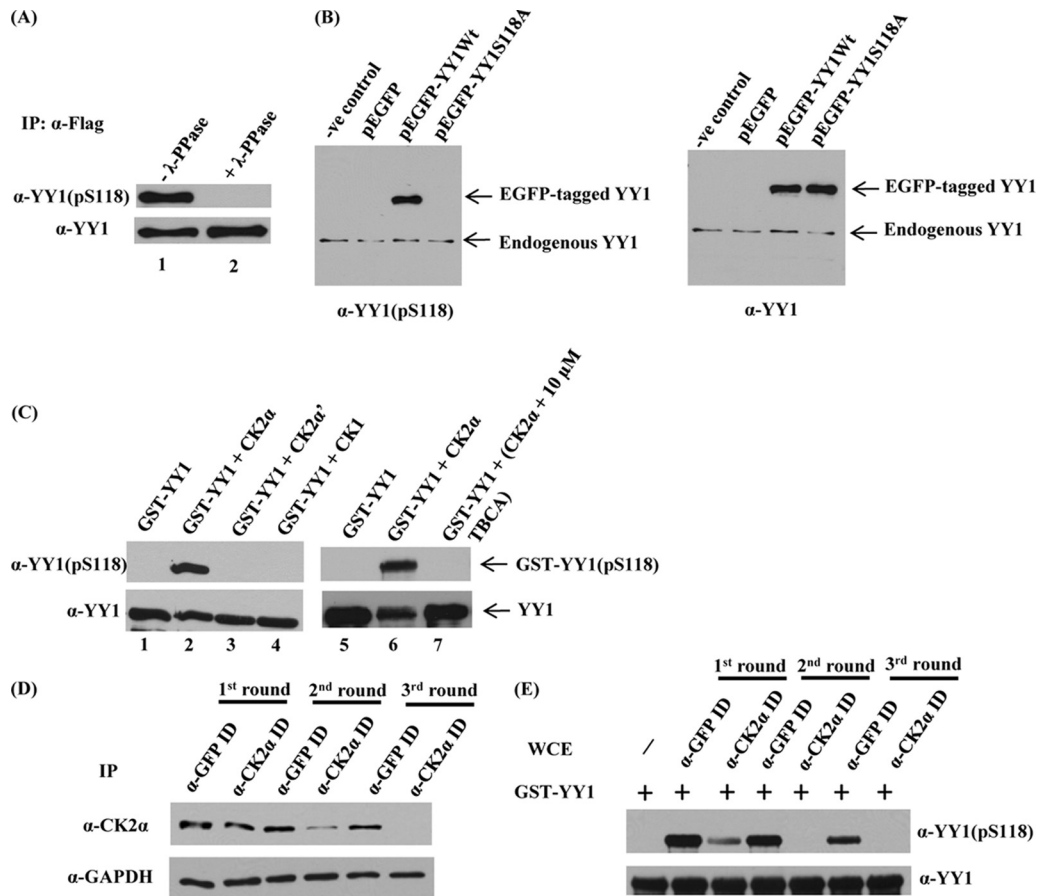 (A)
IP: α-Flag
- λ-PPase
+ λ-PPase
α-YY1(pS118)
α-YY1
1 2
(B)
-ve control
pEGFP
pEGFP-YY1Wt
pEGFP-YY1S118A
EGFP-tagged YY1
Endogenous YY1
α-YY1(pS118)
-ve control
pEGFP
pEGFP-YY1Wt
pEGFP-YY1S118A
EGFP-tagged YY1
Endogenous YY1
α-YY1
(C)
GST-YY1
GST-YY1 + CK2α
GST-YY1 + CK2α’
GST-YY1 + CK1
GST-YY1
GST-YY1 + CK2α
GST-YY1 + (CK2α + 10 μM
TBCA)
α-YY1(pS118)
GST-YY1(pS118)
α-YY1
YY1
1 2 3 4 5 6 7
(D)
1st round 2nd round 3rd round
IP
α-GFP ID
α-CK2α ID
α-GFP ID
α-CK2α ID
α-GFP ID
α-CK2α ID
α-CK2α
α-GAPDH
(E)
1st round 2nd round 3rd round
WCE
/
α-GFP ID
α-CK2α ID
α-GFP ID
α-CK2α ID
α-GFP ID
α-CK2α ID
GST-YY1 + + + + + + +
α-YY1(pS118)
α-YY1